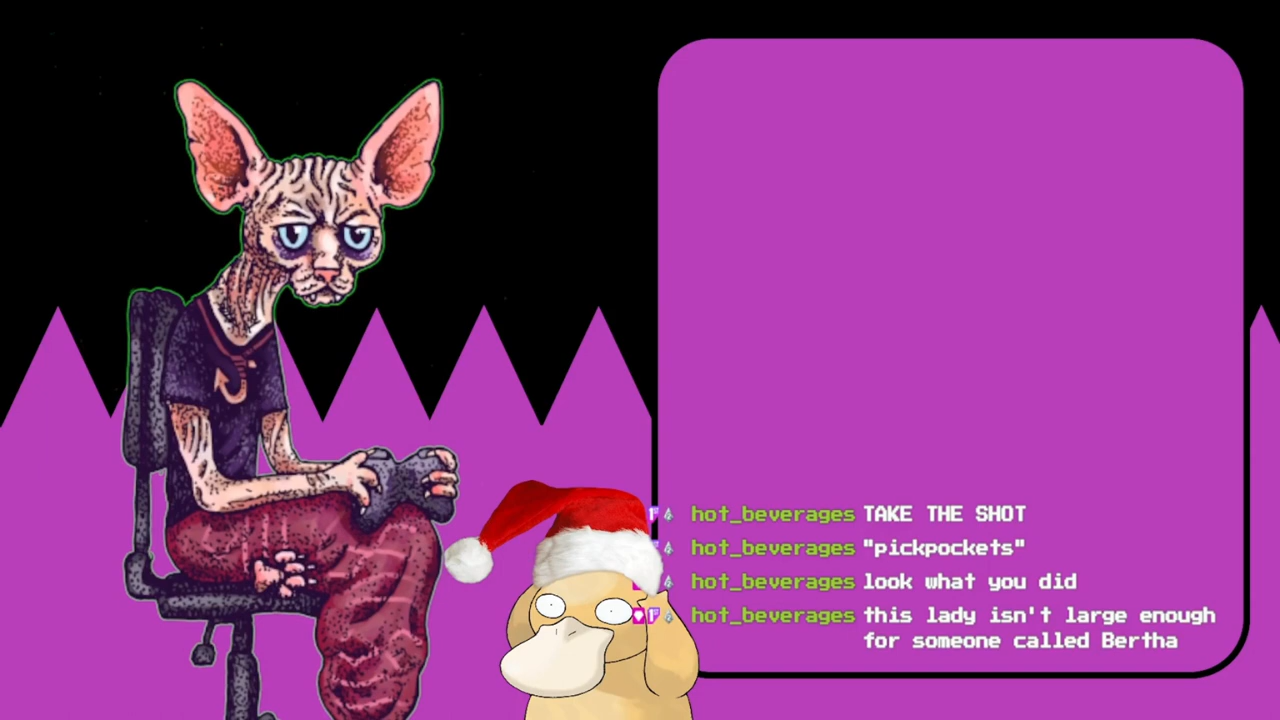 hot_beverages TAKE THE SHOT
hot_beverages "pickpockets"
hot_beverages look what you did
hot_beverages this lady isn't large enough
for someone called Bertha